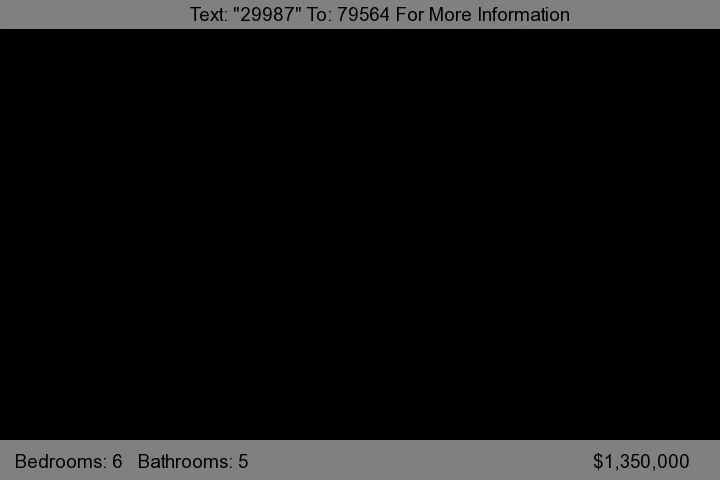 Text: "29987" To: 79564 For More Information
Bedrooms: 6 Bathrooms: 5 $1,350,000